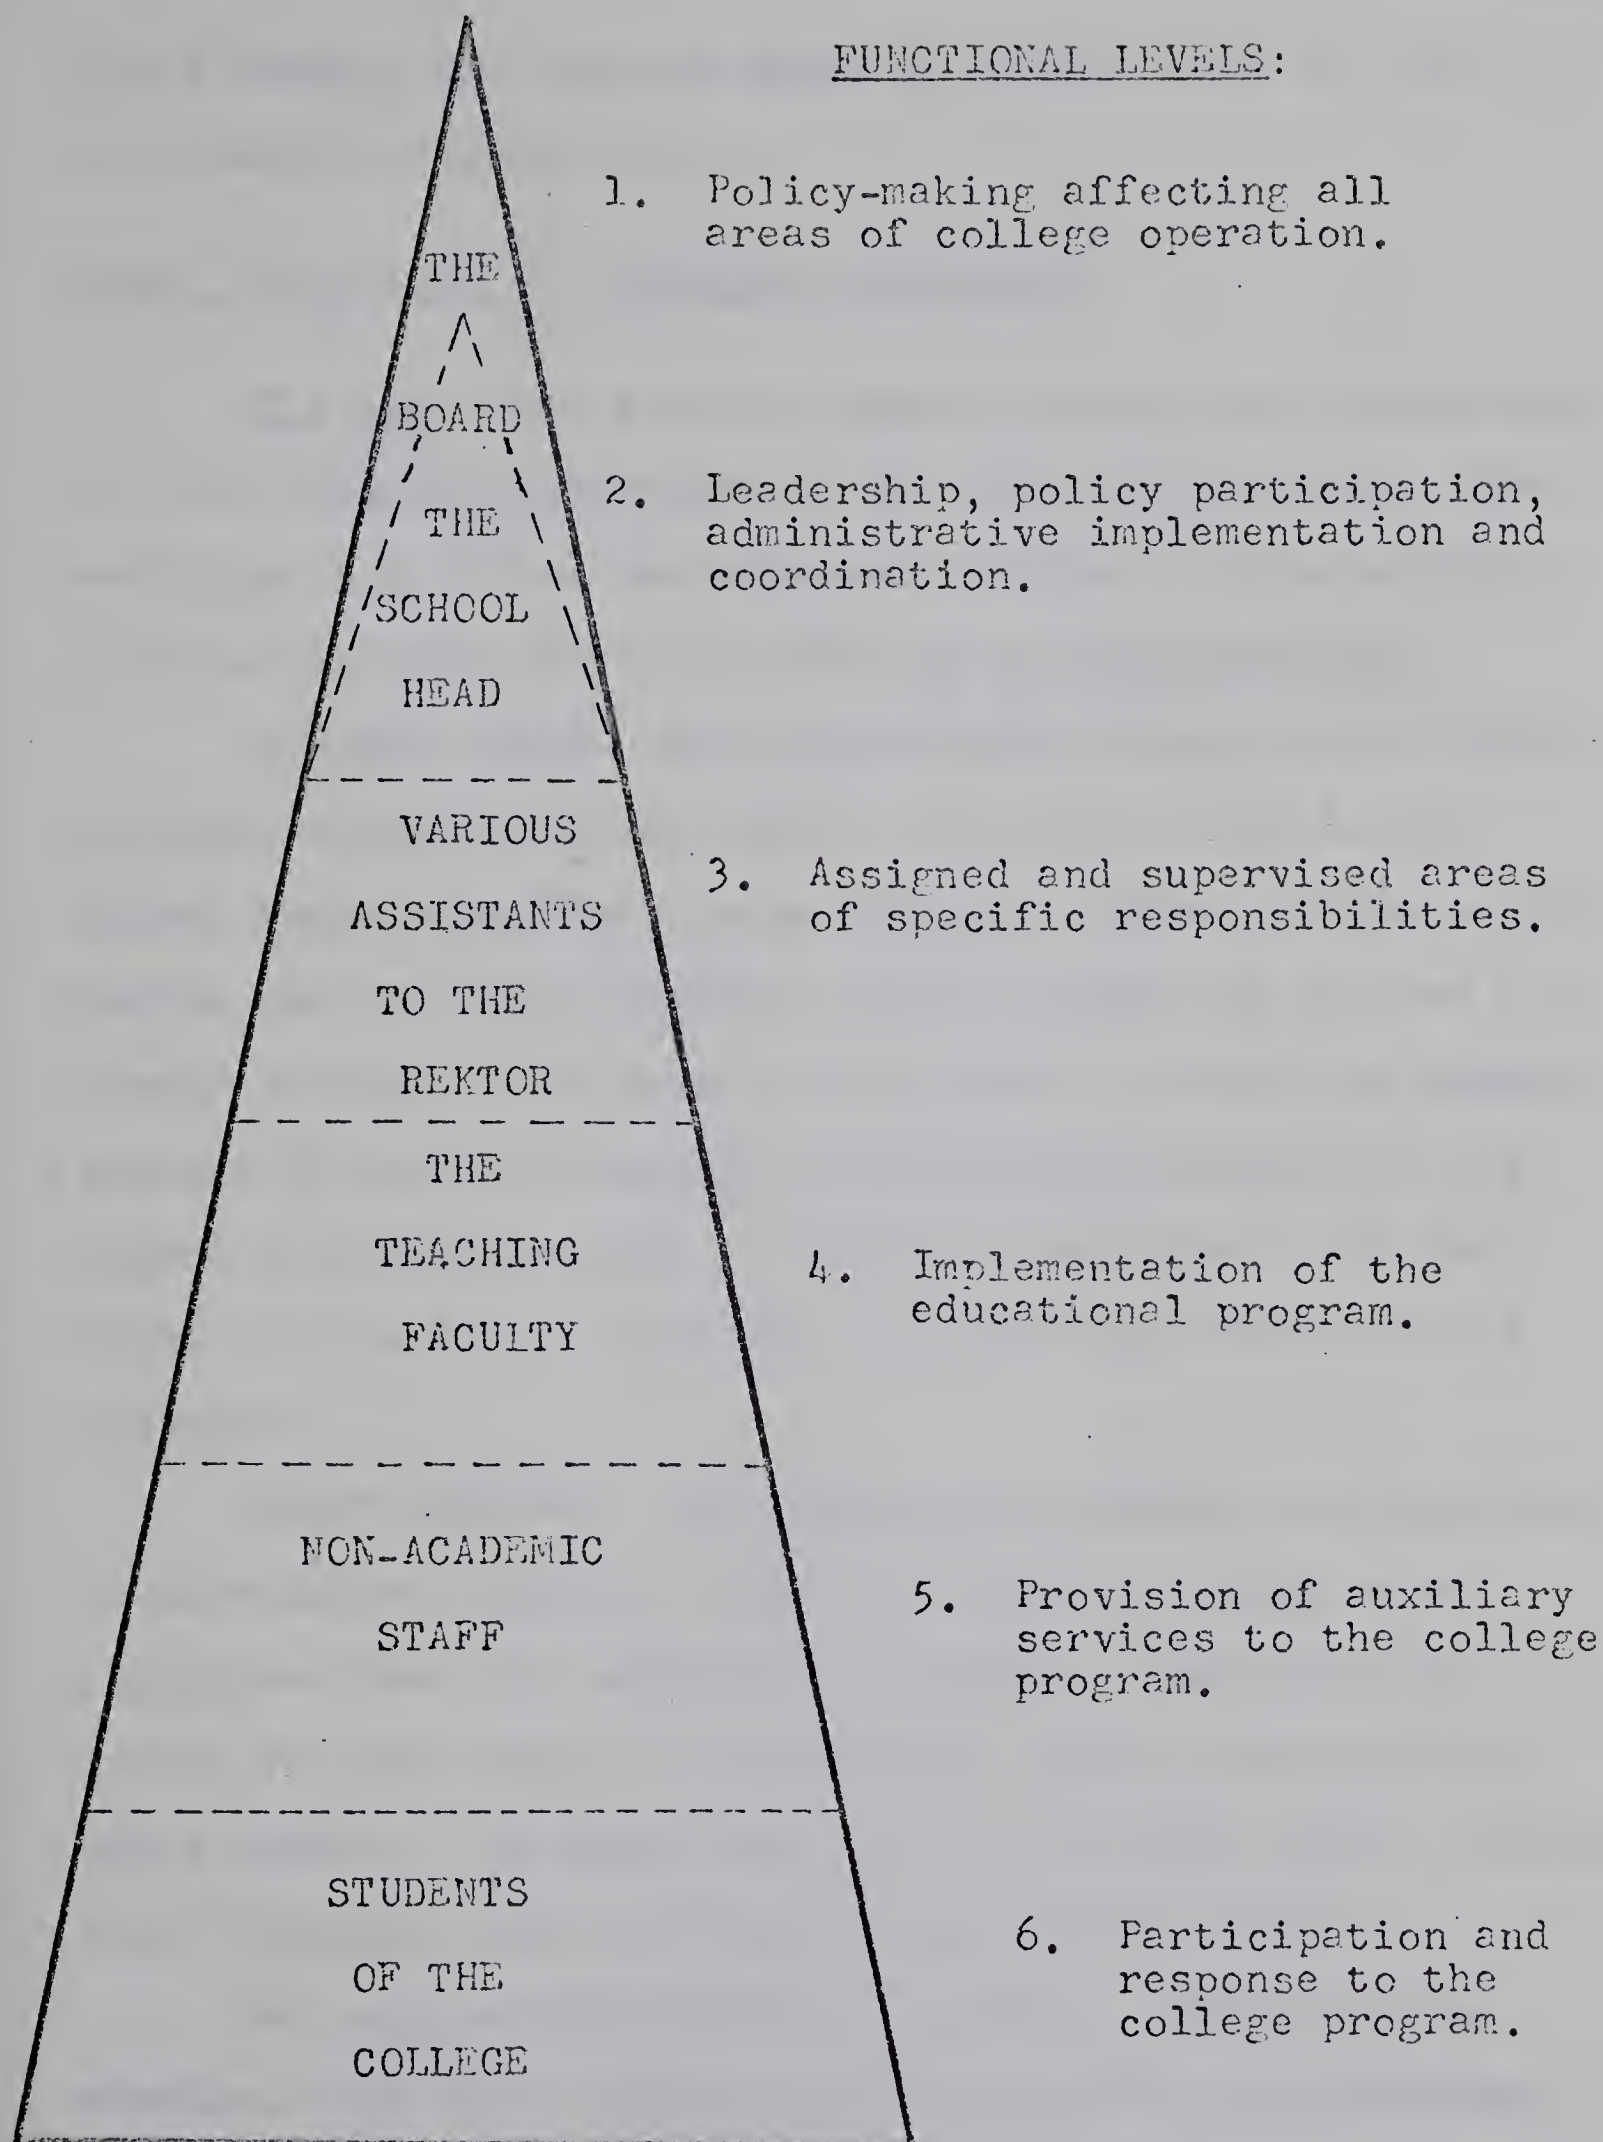 FUNCTIONAL LEVELS:
1. Policy-making affecting all
areas of college operation.
THE
BOARD
2. Leadership, policy participation,
administrative implementation and
coordination.
THE
SCHOOL
HEAD
VARIOUS
ASSISTANTS
TO THE
REKTOR
3. Assigned and supervised areas
of specific responsibilities.
THE
TEACHING
FACULTY
4. Implementation of the
educational program.
NON-ACADEMIC
STAFF
5. Provision of auxiliary
services to the college
program.
STUDENTS
OF THE
COLLEGE
6. Participation and
response to the
college program.